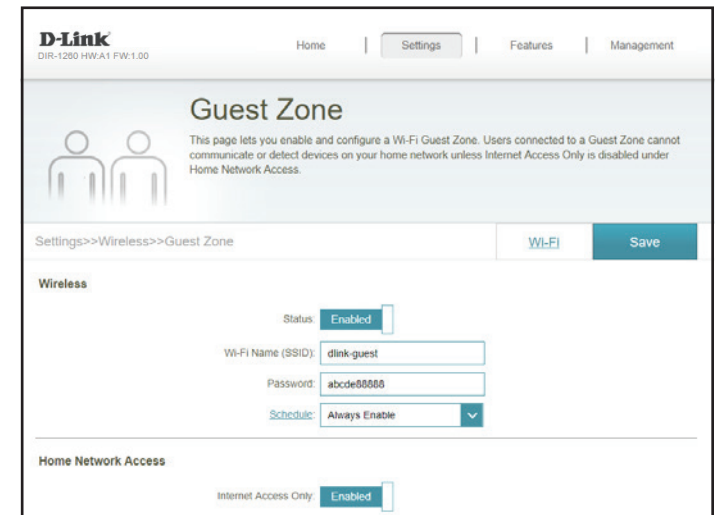 D-Link
DIR-1260 HW:A1 FW:1.00
Home | Settings | Features | Management
Guest Zone
This page lets you enable and configure a Wi-Fi Guest Zone. Users connected to a Guest Zone cannot
communicate or detect devices on your home network unless Internet Access Only is disabled under
Home Network Access.
Settings>>Wireless>>Guest Zone
Wi-Fi
Save
Wireless
Status: Enabled
Wi-Fi Name (SSID): dlink-guest
Password: abcde88888
Schedule: Always Enable
Home Network Access
Internet Access Only: Enabled